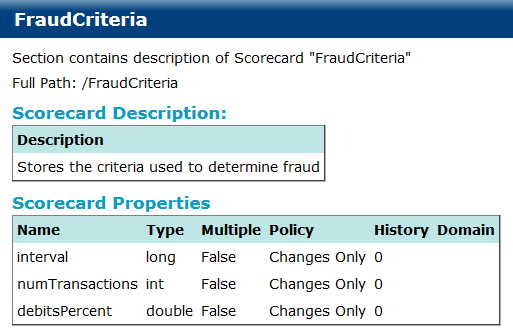 FraudCriteria
Section contains description of Scorecard "FraudCriteria"
Full Path: /FraudCriteria
Scorecard Description:
Description
Stores the criteria used to determine fraud
Scorecard Properties
Name Type Multiple Policy History Domain
interval long False Changes Only 0
numTransactions int False Changes Only 0
debitsPercent double False Changes Only 0